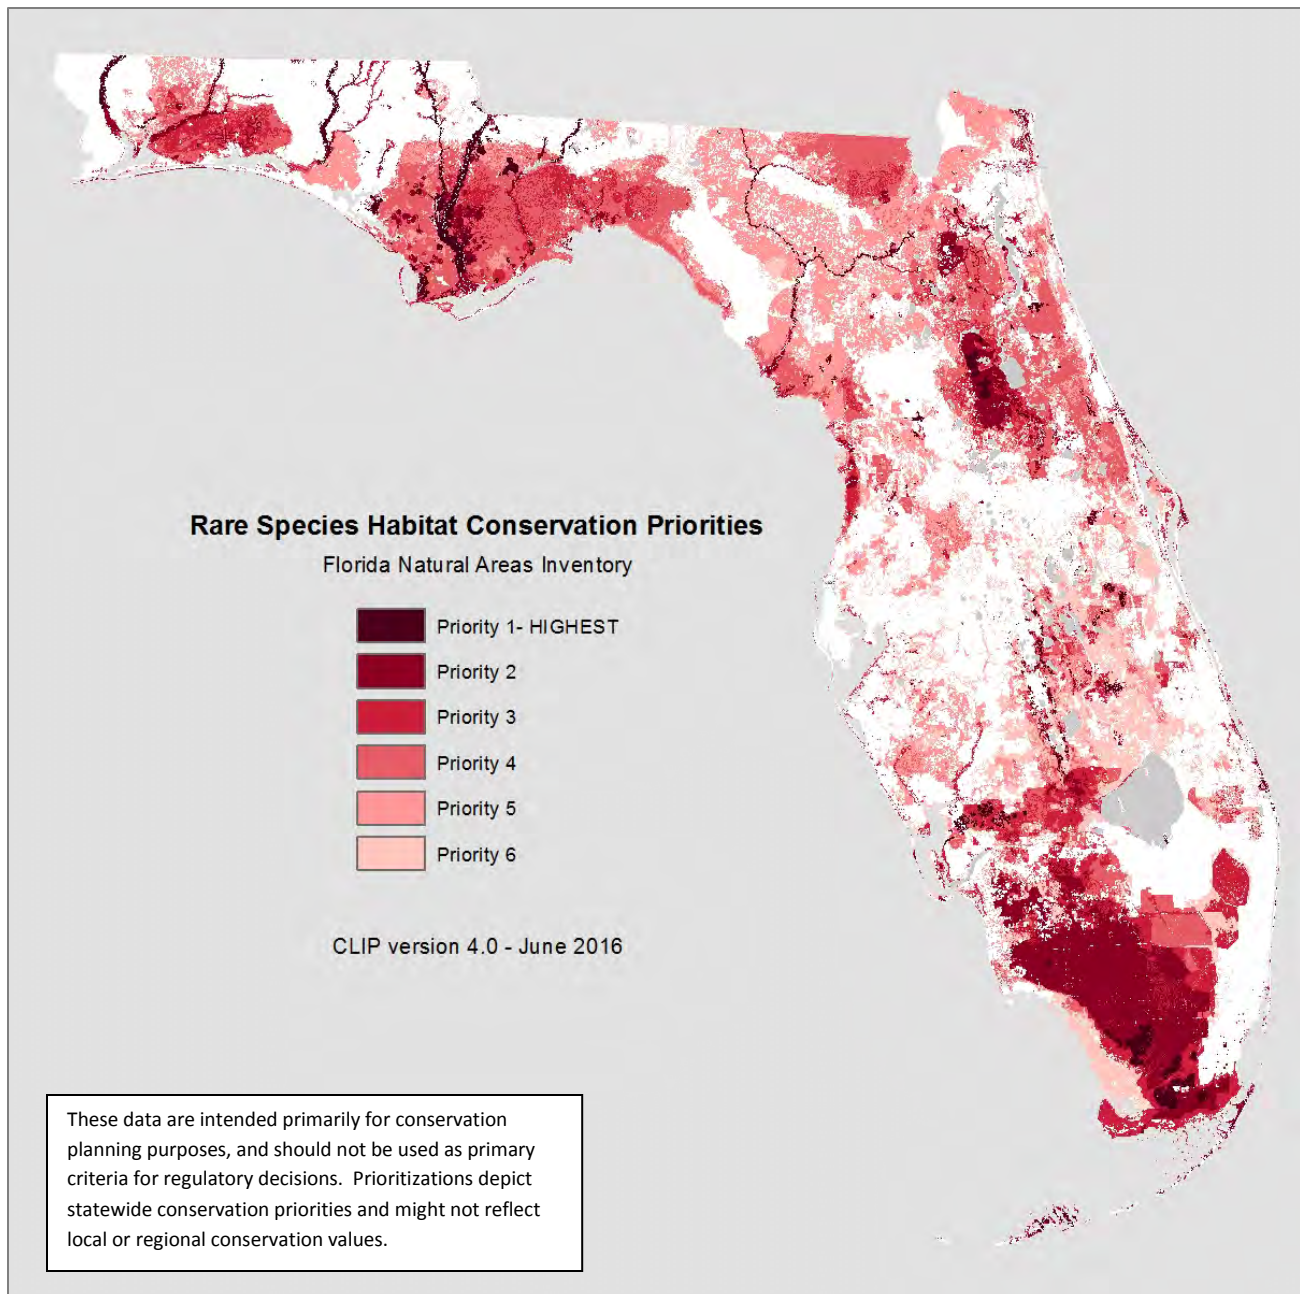 Rare Species Habitat Conservation Priorities
Florida Natural Areas Inventory
Priority 1- HIGHEST
Priority 2
Priority 3
Priority 4
Priority 5
Priority 6
CLIP version 4.0 - June 2016
These data are intended primarily for conservation
planning purposes, and should not be used as primary
criteria for regulatory decisions.  Prioritizations depict
statewide conservation priorities and might not reflect
local or regional conservation values.